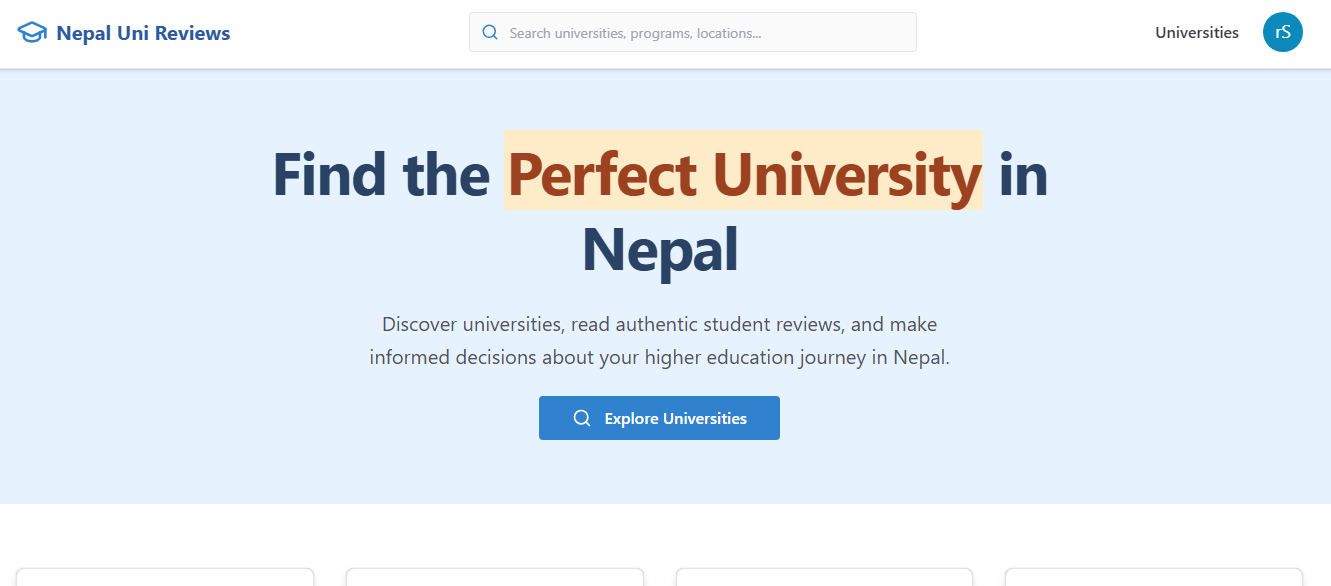 Nepal Uni Reviews
Search universities, programs, locations...
Universities
rS
Find the Perfect University in
Nepal
Discover universities, read authentic student reviews, and make
informed decisions about your higher education journey in Nepal.
Explore Universities